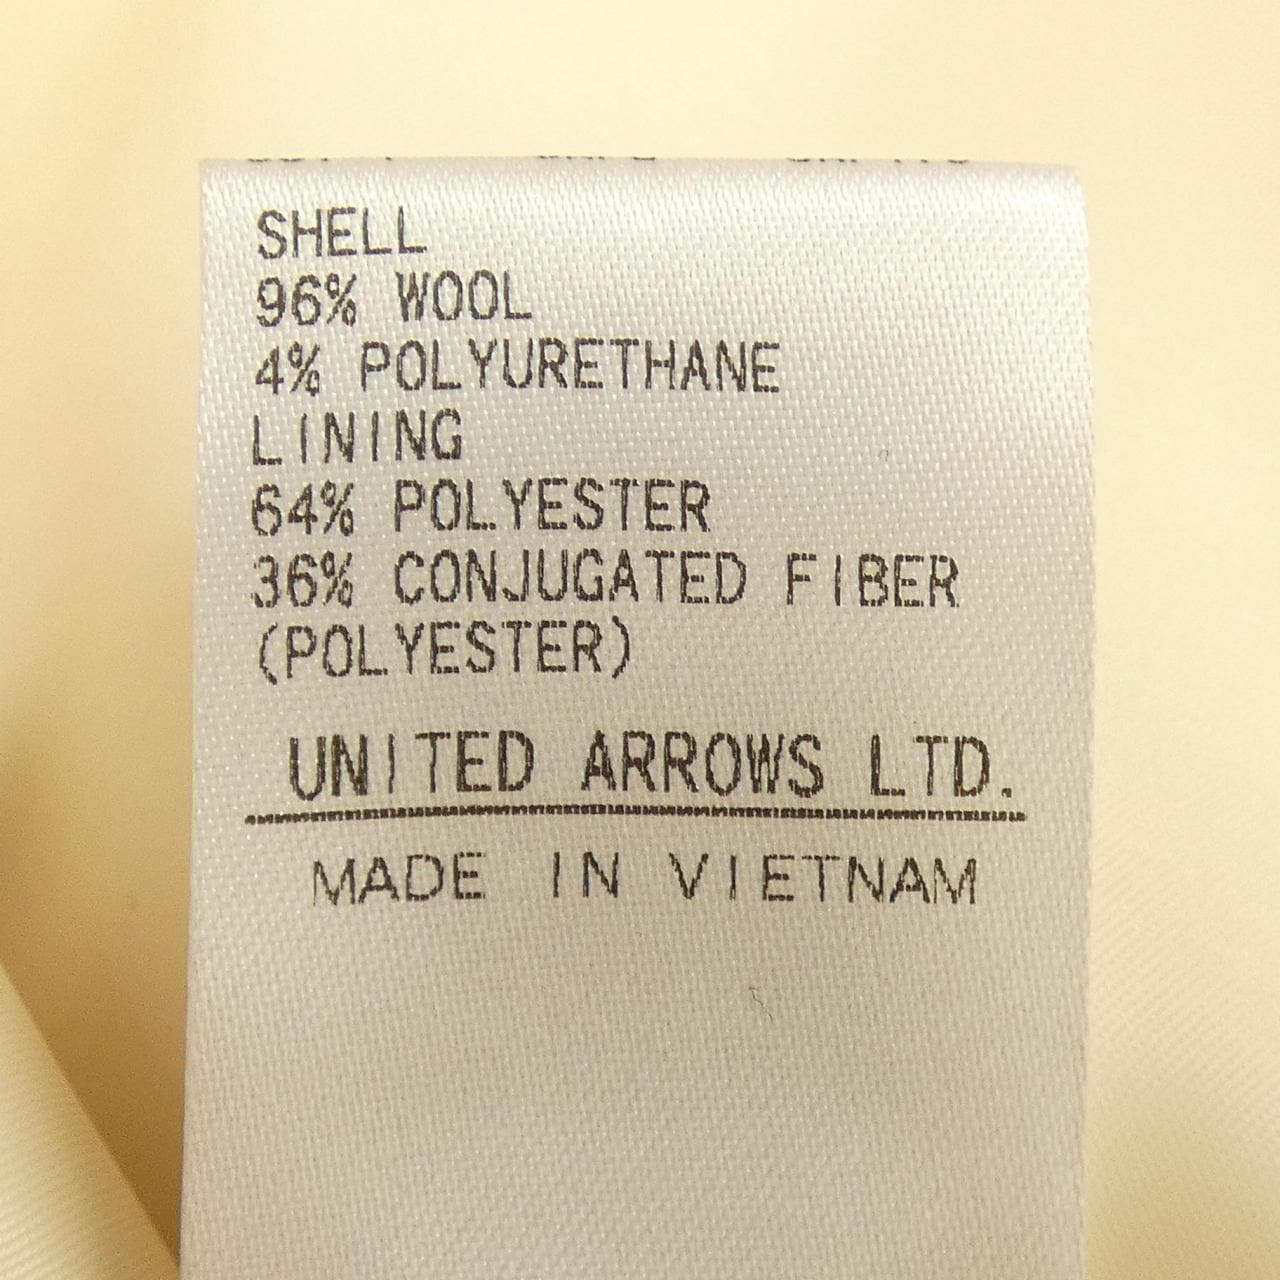 SHELL
96% WOOL
4% POLYURETHANE
LINING
64% POLYESTER
36% CONJUGATED FIBER
(POLYESTER)
UNITED ARROWS LTD.
MADE IN VIETNAM